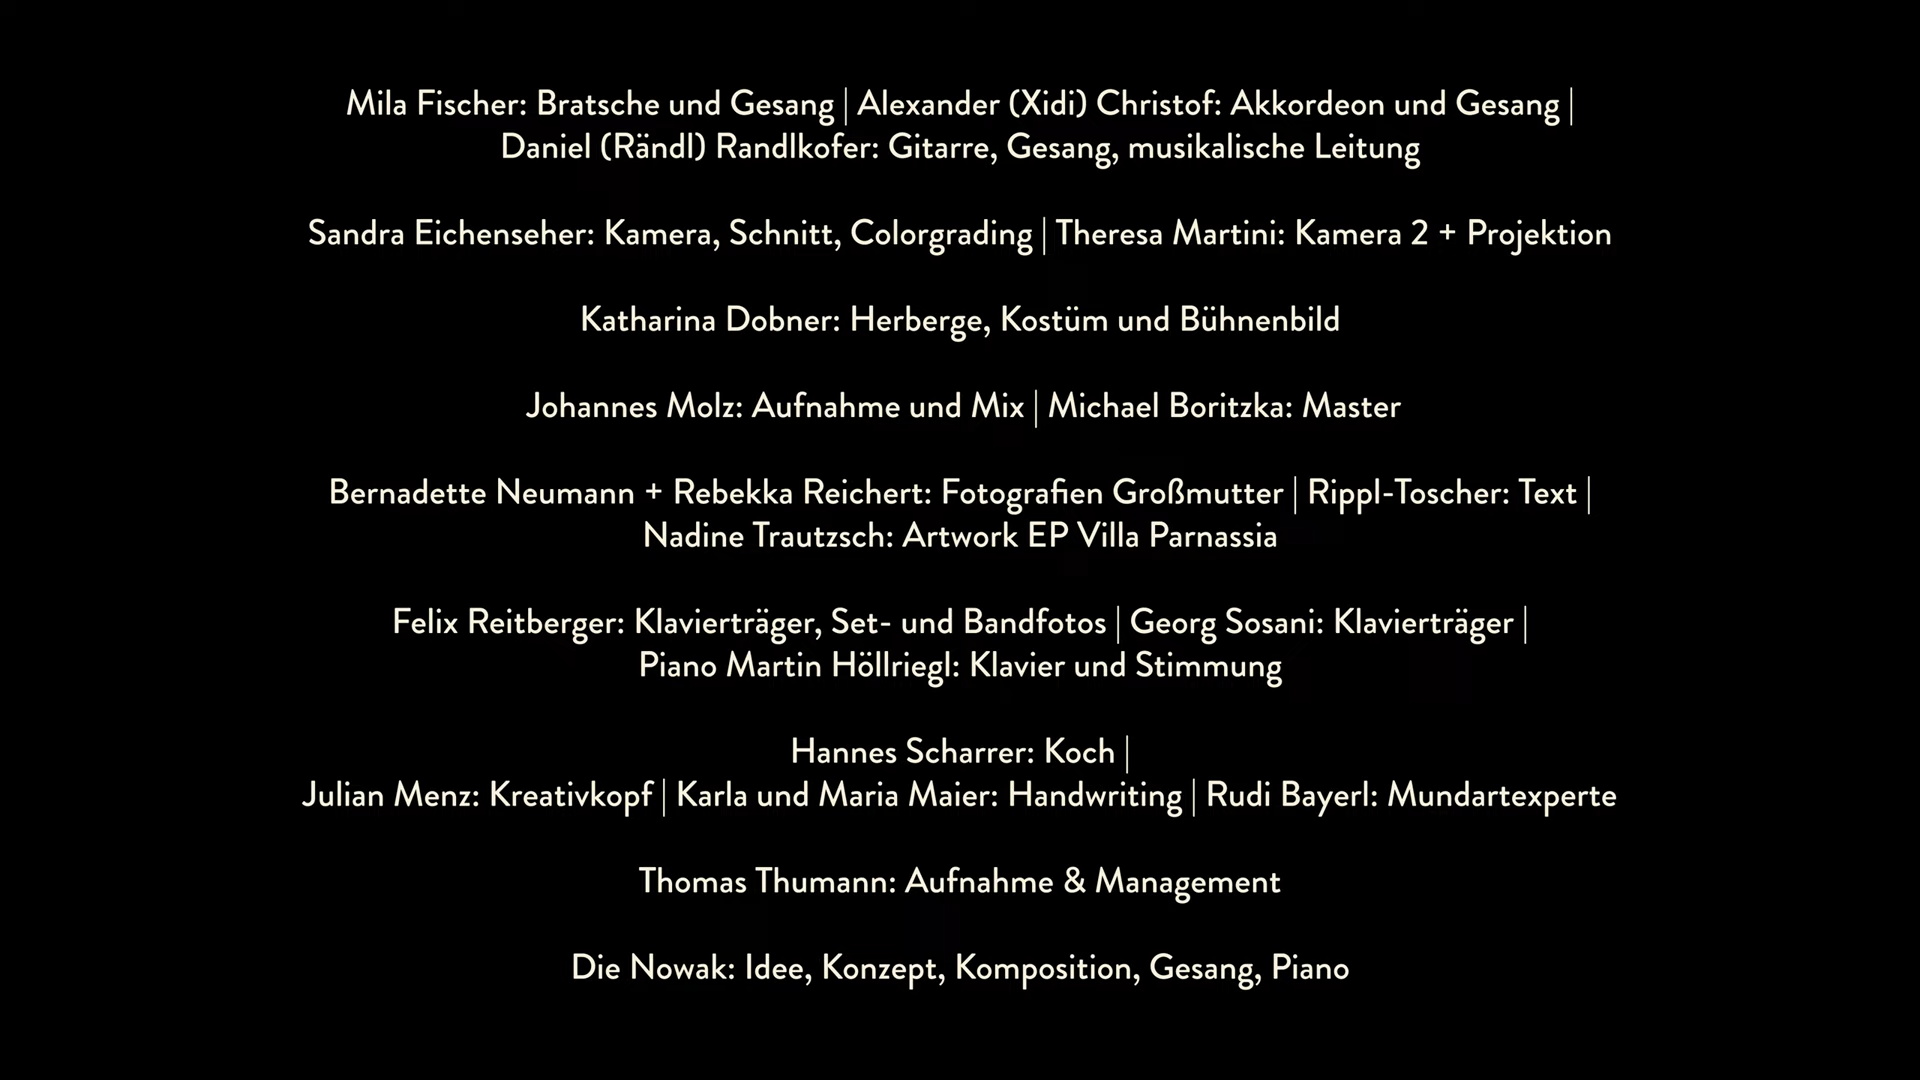 Mila Fischer: Bratsche und Gesang | Alexander (Xidi) Christof: Akkordeon und Gesang |
Daniel (Rändl) Randlkofer: Gitarre, Gesang, musikalische Leitung
Sandra Eichenseher: Kamera, Schnitt, Colorgrading | Theresa Martini: Kamera 2 + Projektion
Katharina Dobner: Herberge, Kostüm und Bühnenbild
Johannes Molz: Aufnahme und Mix | Michael Boritzka: Master
Bernadette Neumann + Rebekka Reichert: Fotografien Großmutter | Rippl-Toscher: Text |
Nadine Trautzsch: Artwork EP Villa Parnassia
Felix Reitberger: Klavierträger, Set- und Bandfotos | Georg Sosani: Klavierträger |
Piano Martin Höllriegl: Klavier und Stimmung
Hannes Scharrer: Koch |
Julian Menz: Kreativkopf | Karla und Maria Maier: Handwriting | Rudi Bayerl: Mundartexperte
Thomas Thumann: Aufnahme & Management
Die Nowak: Idee, Konzept, Komposition, Gesang, Piano